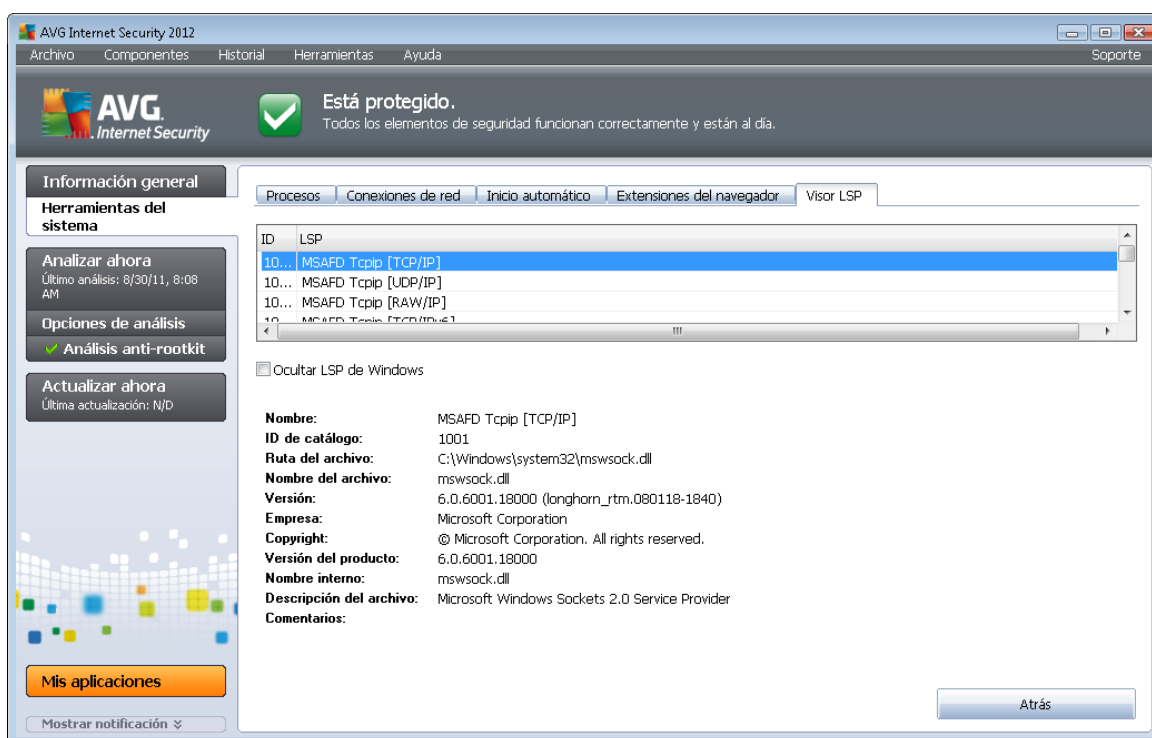 AVG Internet Security 2012
Archivo Componentes Historial Herramientas Ayuda Soporte
AVG.
Internet Security
Está protegido.
Todos los elementos de seguridad funcionan correctamente y están al día.
Información general
Herramientas del
sistema
Analizar ahora
Último análisis: 8/30/11, 8:08
AM
Opciones de análisis
Análisis anti-rootkit
Actualizar ahora
Última actualización: N/D
Mis aplicaciones
Mostrar notificación
Procesos Conexiones de red Inicio automático Extensiones del navegador Visor LSP
ID LSP
10... MSAFD Tcpip [TCP/IP]
10... MSAFD Tcpip [UDP/IP]
10... MSAFD Tcpip [RAW/IP]
10... MSAFD Tcpip [TCP/IPv6]
Ocultar LSP de Windows
Nombre: MSAFD Tcpip [TCP/IP]
ID de catálogo: 1001
Ruta del archivo: C:\Windows\system32\mswsock.dll
Nombre del archivo: mswsock.dll
Versión: 6.0.6001.18000 (longhorn_rtm.080118-1840)
Empresa: Microsoft Corporation
Copyright: © Microsoft Corporation. All rights reserved.
Versión del producto: 6.0.6001.18000
Nombre interno: mswsock.dll
Descripción del archivo: Microsoft Windows Sockets 2.0 Service Provider
Comentarios:
Atrás